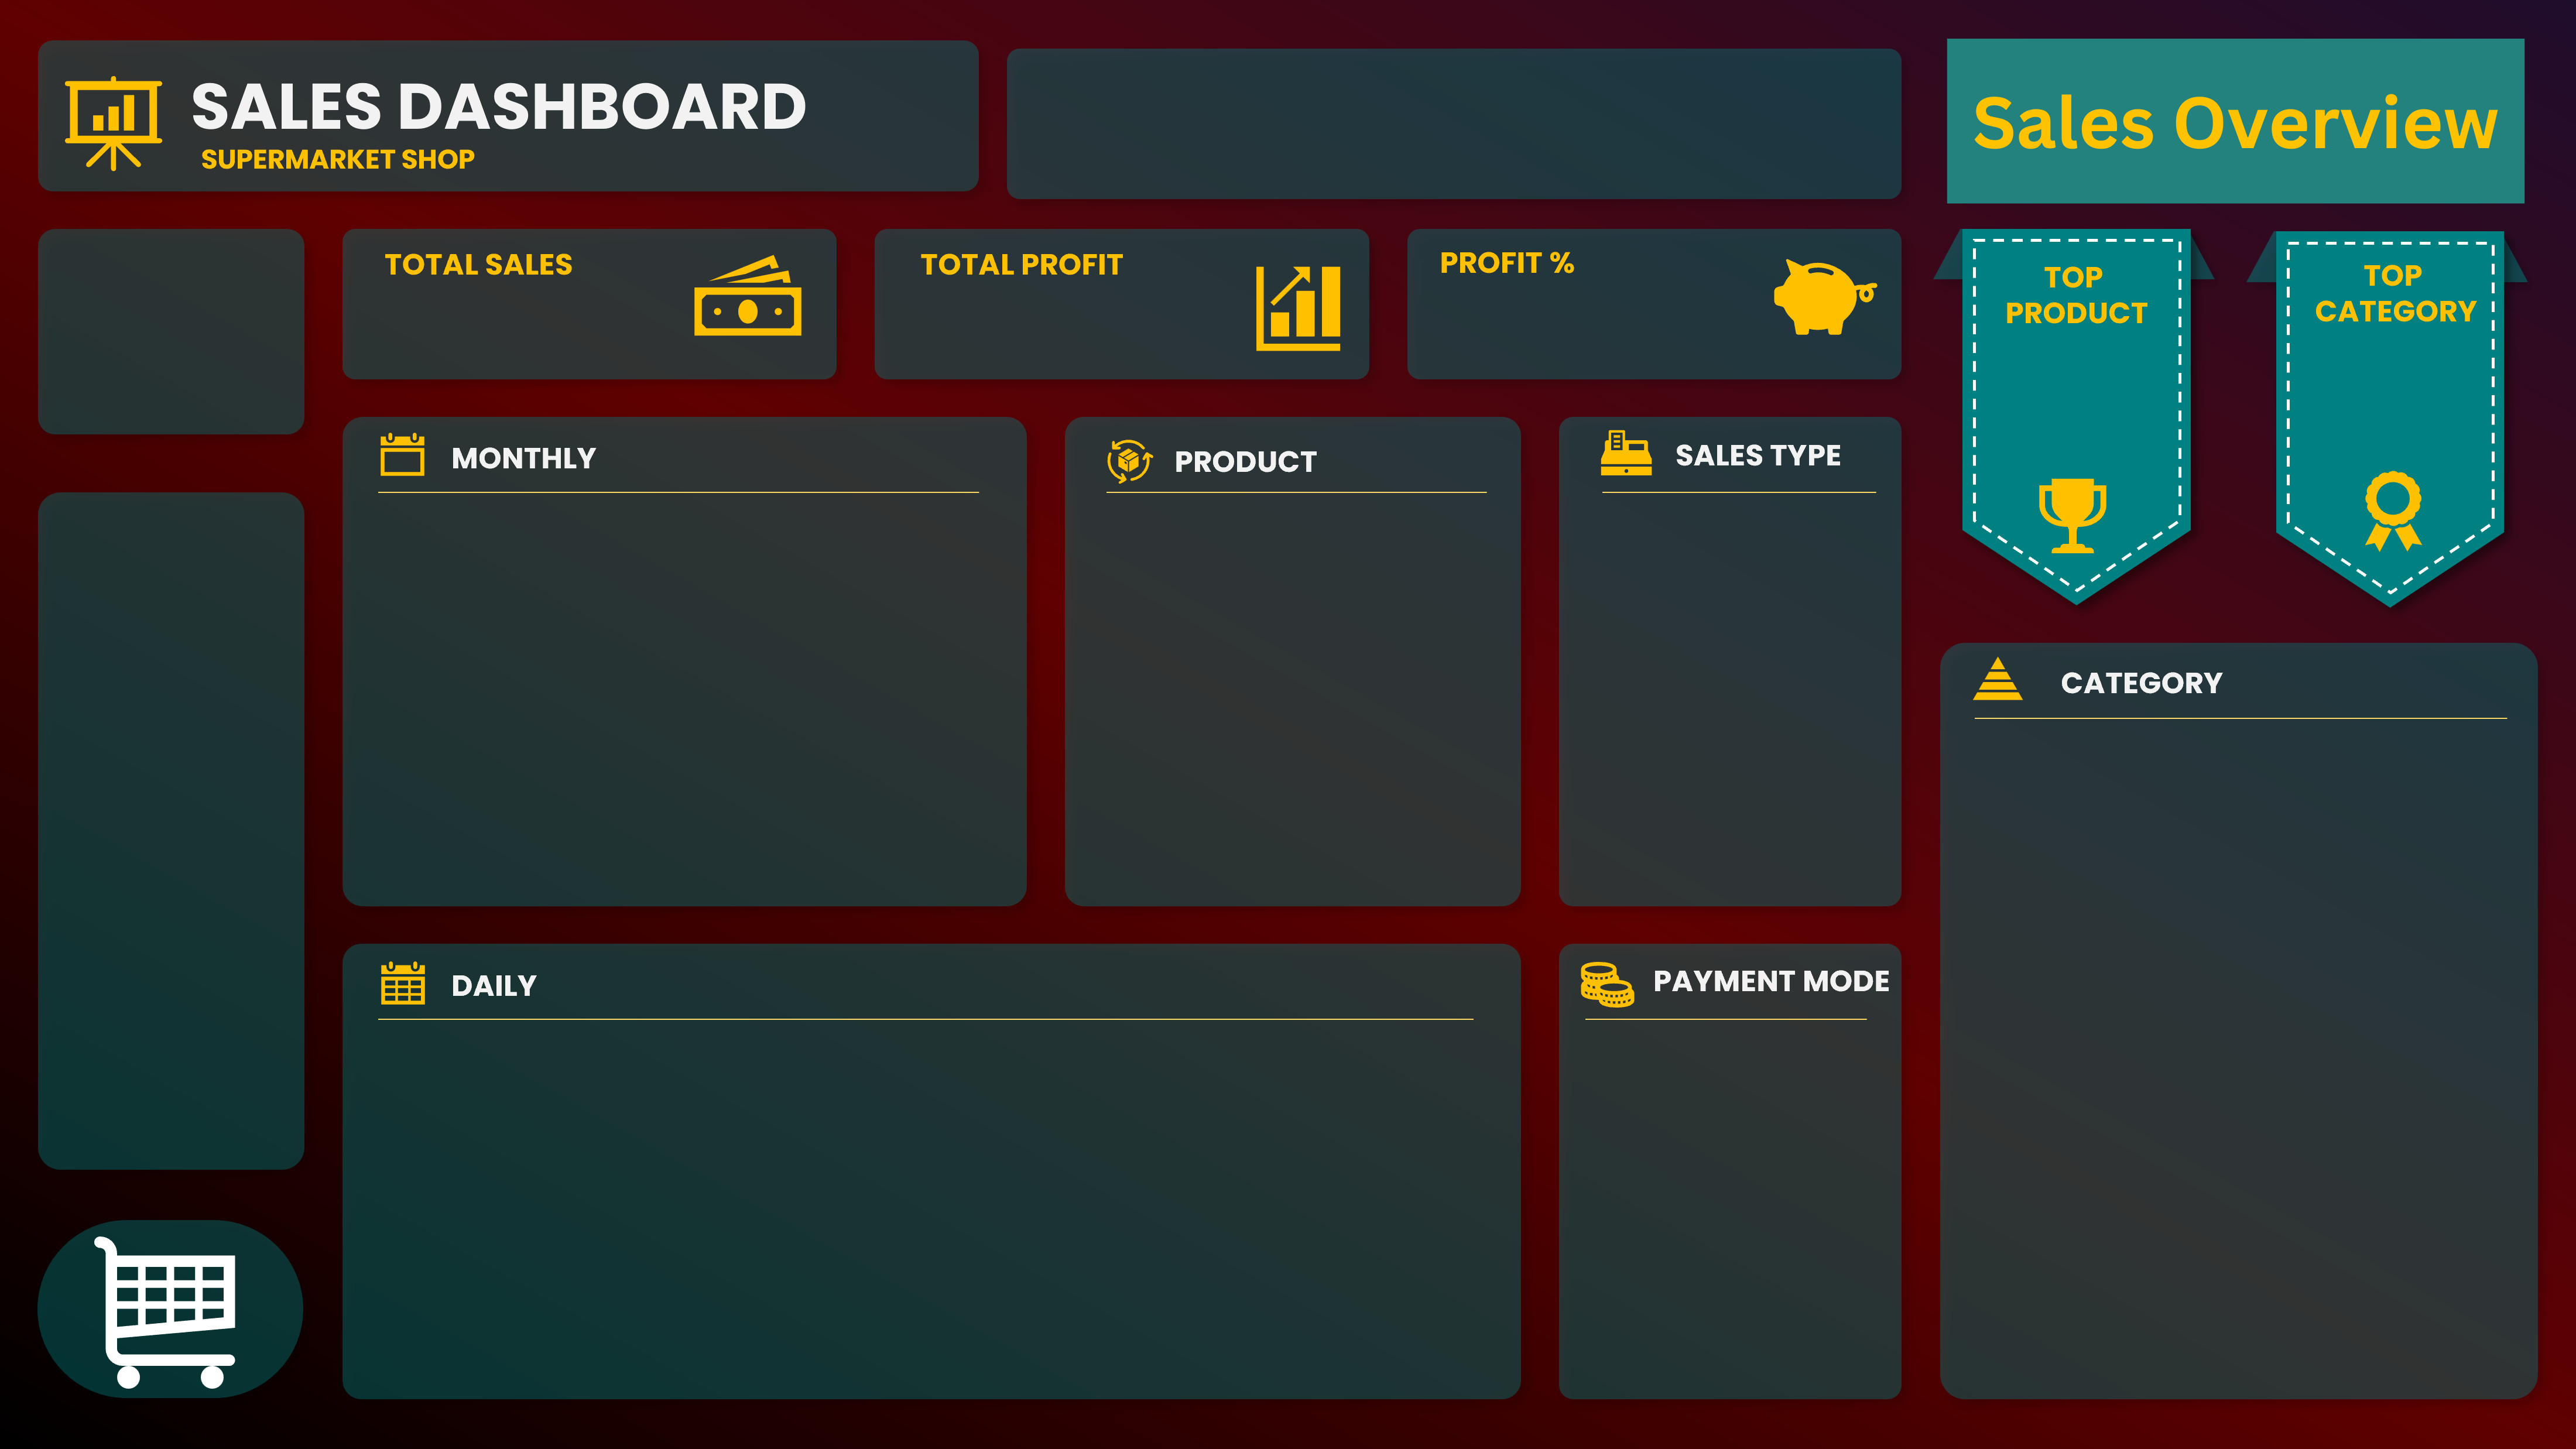 SALES DASHBOARD
SUPERMARKET SHOP
Sales Overview
TOTAL SALES
TOTAL PROFIT
PROFIT %
TOP
PRODUCT
TOP
CATEGORY
MONTHLY
PRODUCT
SALES TYPE
CATEGORY
DAILY
PAYMENT MODE